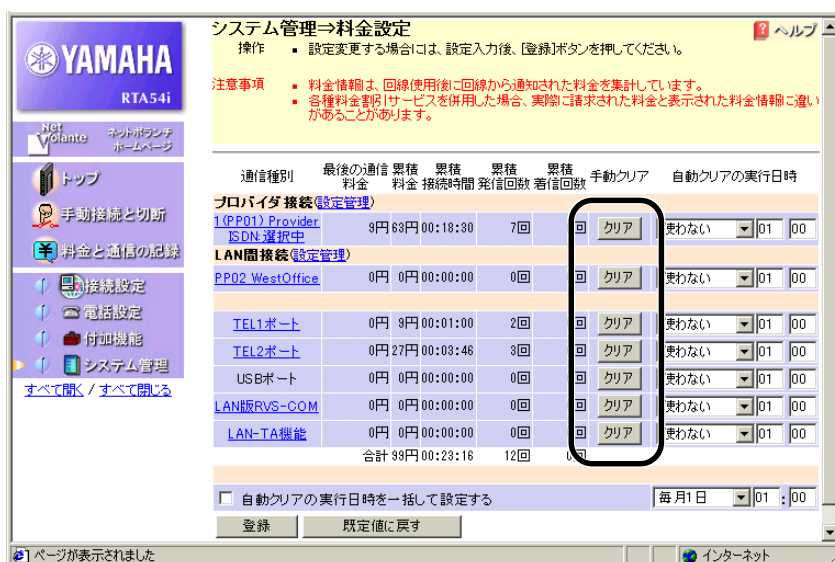 YAMAHA
RTA54i
Net Volante ネットボランチ
ホームページ
トップ
手動接続と切断
料金と通信の記録
接続設定
電話設定
付加機能
システム管理
すべて開く / すべて閉じる
システム管理⇒料金設定
ヘルプ
操作 ▪ 設定変更する場合には、設定入力後、[登録]ボタンを押してください。
注意事項 ▪ 料金情報は、回線使用後に回線から通知された料金を集計しています。
▪ 各種料金割引サービスを併用した場合、実際に請求された料金と表示された料金情報に違い
があることがあります。
通信種別 最後の通信料金 累積料金 累積接続時間 累積発信回数 累積着信回数 手動クリア 自動クリアの実行日時
プロバイダ接続(設定管理)
1(PP01) Provider ISDN:選択中 9円 63円 00:18:30 7回 回 クリア 使わない 01 00
LAN間接続(設定管理)
PP02 WestOffice 0円 0円 00:00:00 0回 回 クリア 使わない 01 00
TEL1ポート 0円 9円 00:01:00 2回 回 クリア 使わない 01 00
TEL2ポート 0円 27円 00:03:46 3回 回 クリア 使わない 01 00
USBポート 0円 0円 00:00:00 0回 回 クリア 使わない 01 00
LAN版RVS-COM 0円 0円 00:00:00 0回 回 クリア 使わない 01 00
LAN-TA機能 0円 0円 00:00:00 0回 回 クリア 使わない 01 00
合計 99円 00:23:16 12回 0回
自動クリアの実行日時を一括して設定する 毎月1日 01 : 00
登録 既定値に戻す
ページが表示されました インターネット